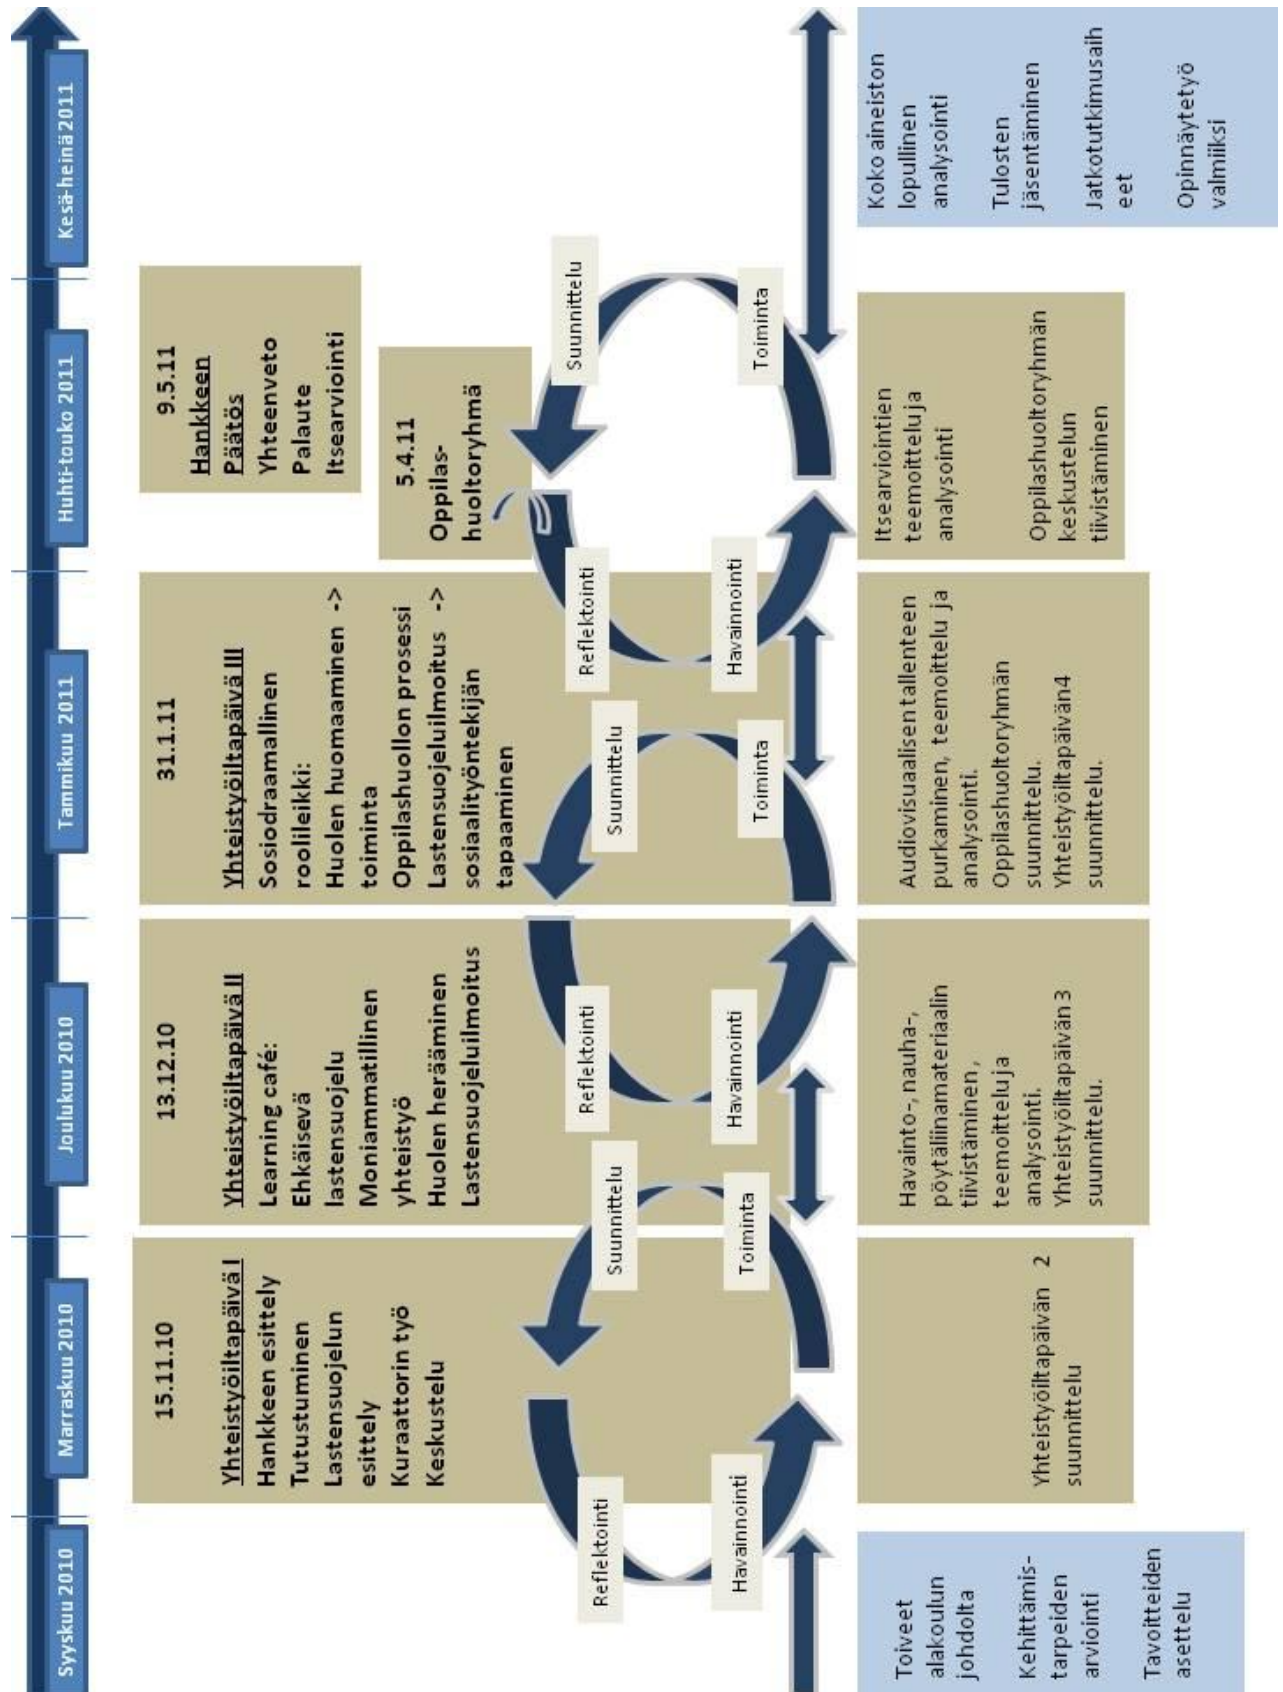 Syyskuu 2010
Marraskuu 2010
Joulukuu 2010
Tammikuu 2011
Huhti-touko 2011
Kesä-heinä 2011
15.11.10
Yhteistyöiltapäivä I
Hankkeen esittely
Tutustuminen
Lastensuojelun
esittely
Kuraattorin työ
Keskustelu
13.12.10
Yhteistyöiltapäivä II
Learning café:
Ehkäisevä
lastensuojelu
Moniammatillinen
yhteistyö
Huolen herääminen
Lastensuojeluilmoitus
31.1.11
Yhteistyöiltapäivä III
Sosiodraamallinen
roolileikki:
Huolen huomaaminen ->
toiminta
Oppilashuollon prosessi
Lastensuojeluilmoitus ->
sosiaalityöntekijän
tapaaminen
9.5.11
Hankkeen
Päätös
Yhteenveto
Palaute
Itsearviointi
5.4.11
Oppilas-
huoltoryhmä
Reflektointi
Suunnittelu
Reflektointi
Suunnittelu
Reflektointi
Suunnittelu
Havainnointi
Toiminta
Havainnointi
Toiminta
Havainnointi
Toiminta
Toiveet
alakoulun
johdolta
Kehittämis-
tarpeiden
arviointi
Tavoitteiden
asettelu
Yhteistyöiltapäivän 2
suunnittelu
Havainto-, nauha-,
pöytäliinamateriaalin
tiivistäminen,
teemoittelu ja
analysointi.
Yhteistyöiltapäivän 3
suunnittelu.
Audiovisuaalisen tallenteen
purkaminen, teemoittelu ja
analysointi.
Oppilashuoltoryhmän
suunnittelu.
Yhteistyöiltapäivän4
suunnittelu.
Itsearviointien
teemoittelu ja
analysointi
Oppilashuoltoryhmän
keskustelun
tiivistäminen
Koko aineiston
lopullinen
analysointi
Tulosten
jäsentäminen
Jatkotutkimusaih
eet
Opinnäytetyö
valmiiksi